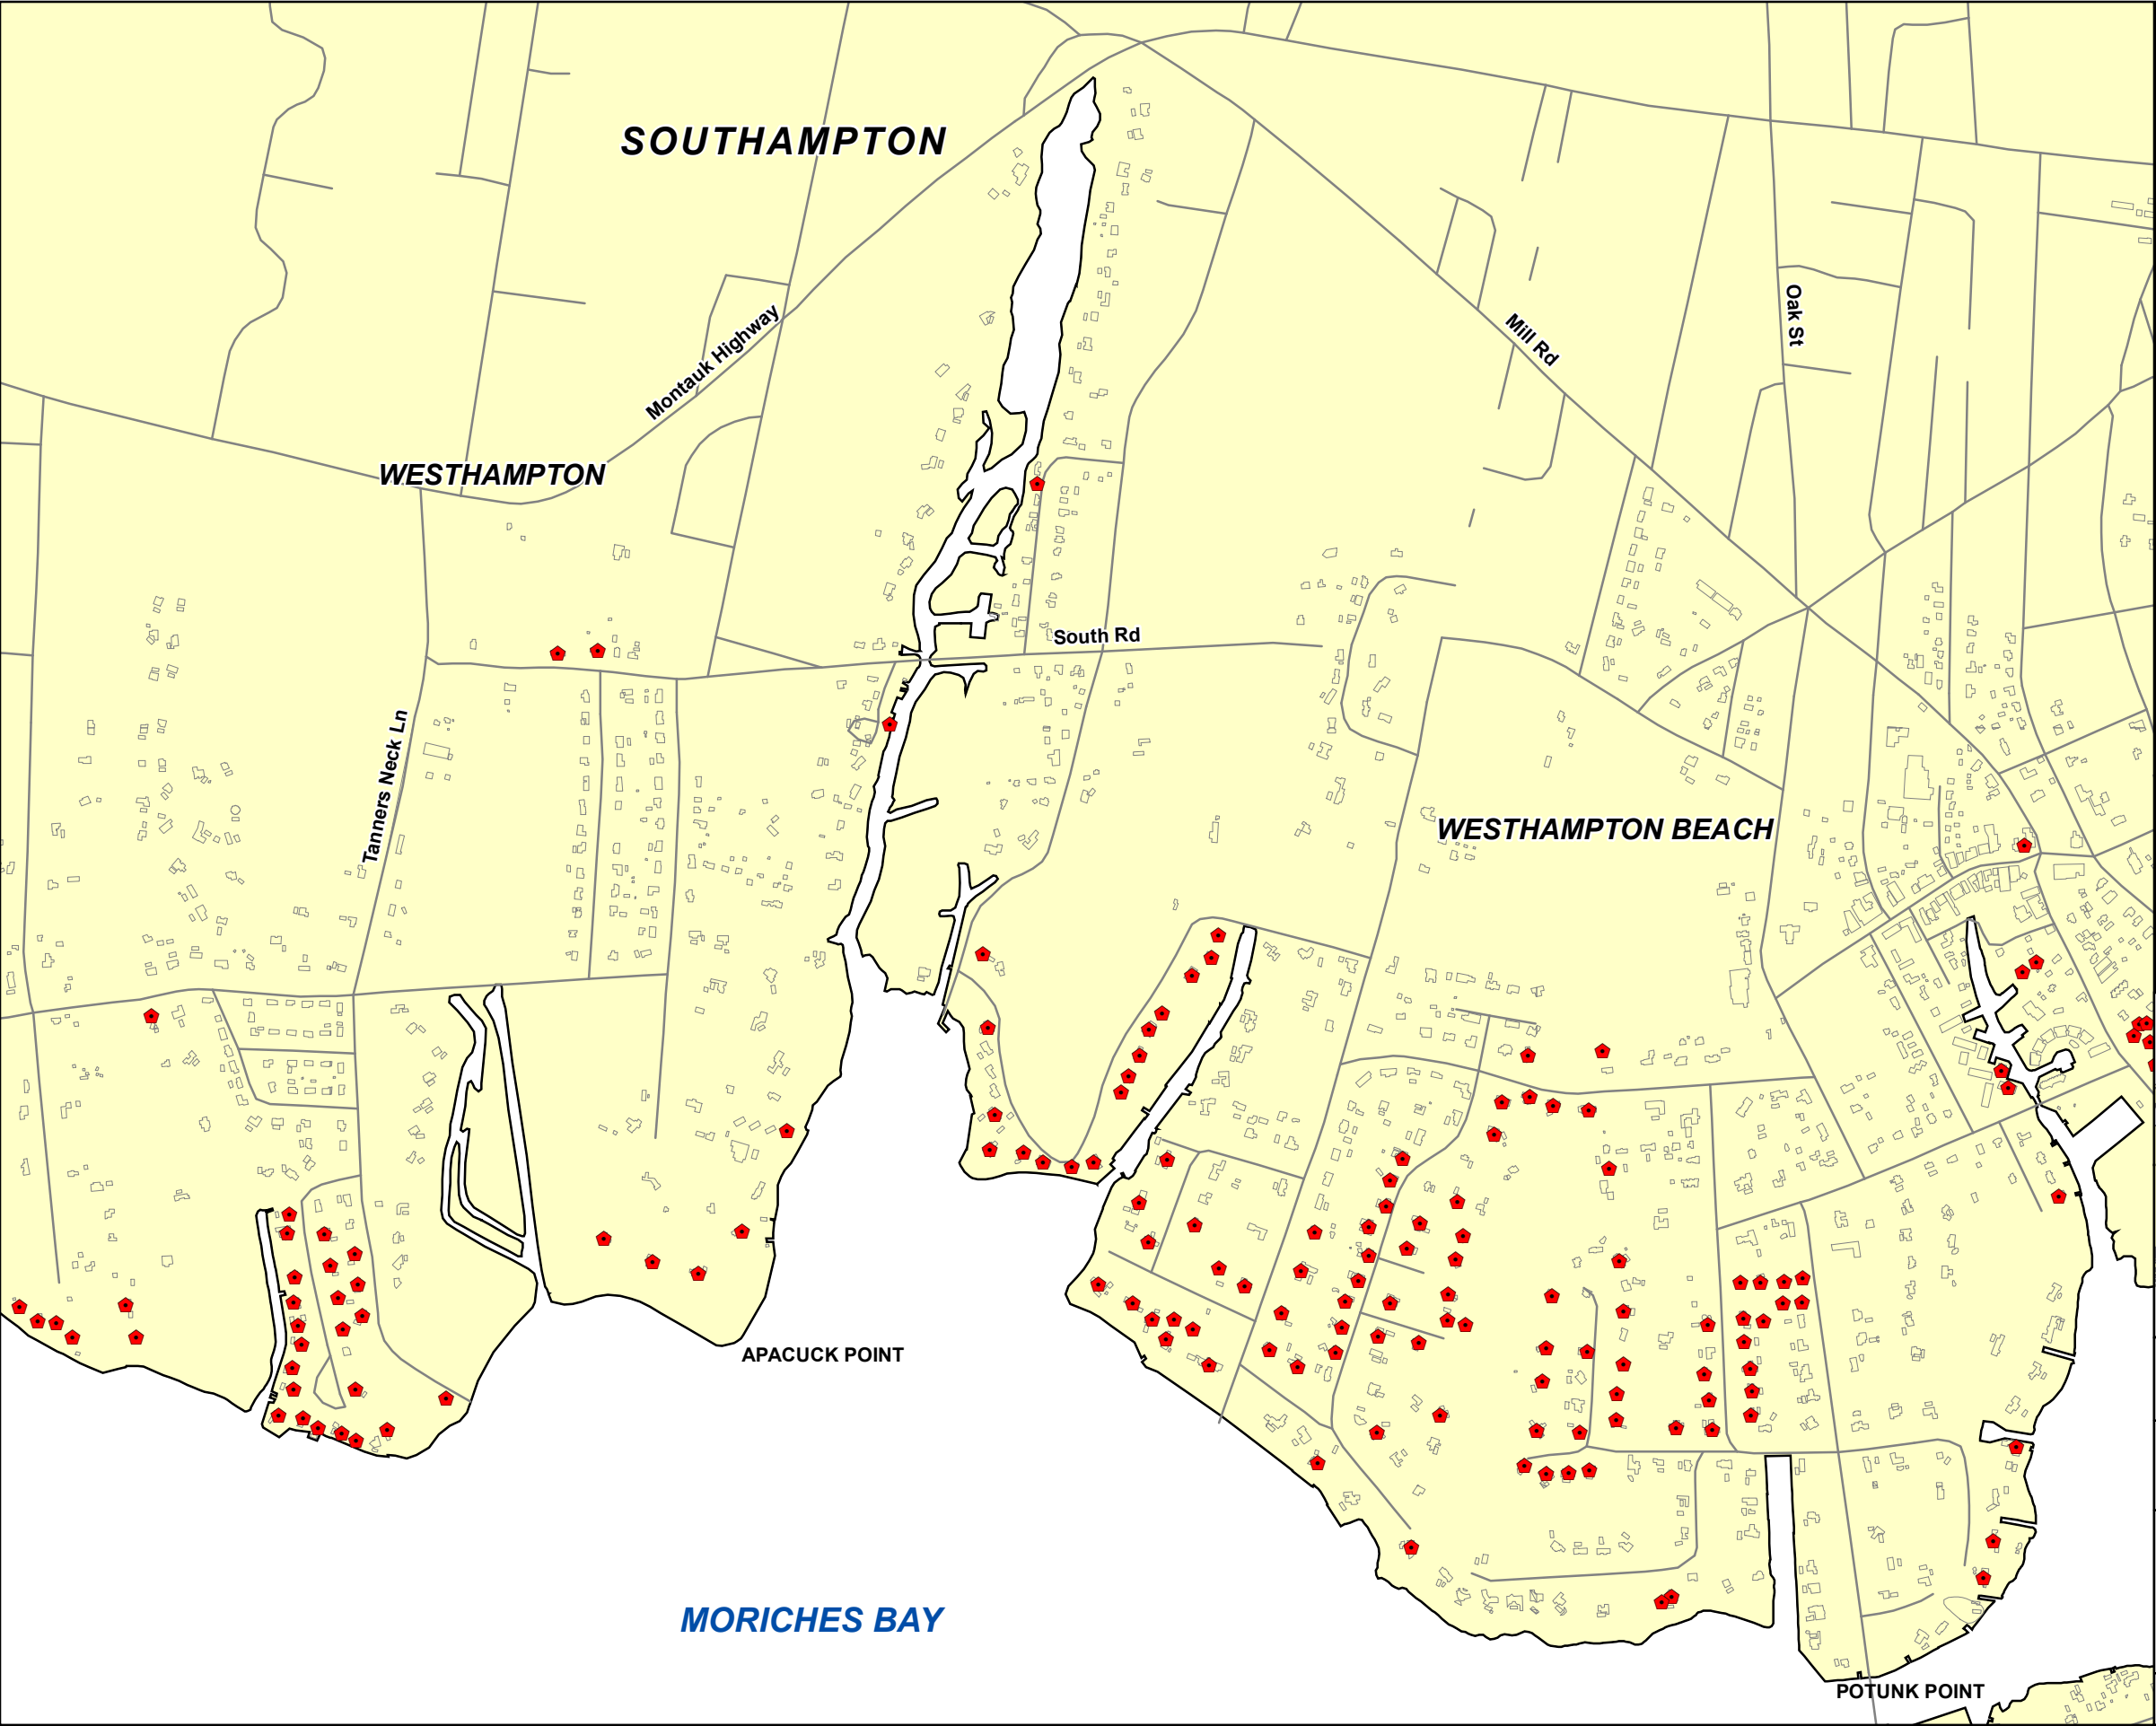 SOUTHAMPTON
Oak St
Mill Rd
Montauk Highway
WESTHAMPTON
South Rd
Tanners Neck Ln
WESTHAMPTON BEACH
APACUCK POINT
MORICHES BAY
POTUNK POINT